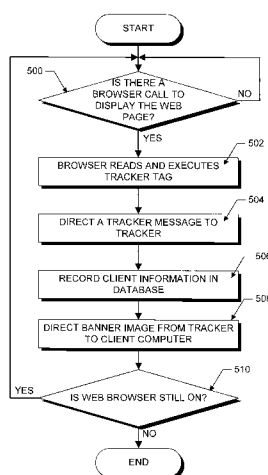 START
500
IS THERE A
BROWSER CALL TO
DISPLAY THE WEB
PAGE?
NO
YES
502
BROWSER READS AND EXECUTES
TRACKER TAG
504
DIRECT A TRACKER MESSAGE TO
TRACKER
506
RECORD CLIENT INFORMATION IN
DATABASE
508
DIRECT BANNER IMAGE FROM TRACKER
TO CLIENT COMPUTER
510
YES
IS WEB BROWSER STILL ON?
NO
END